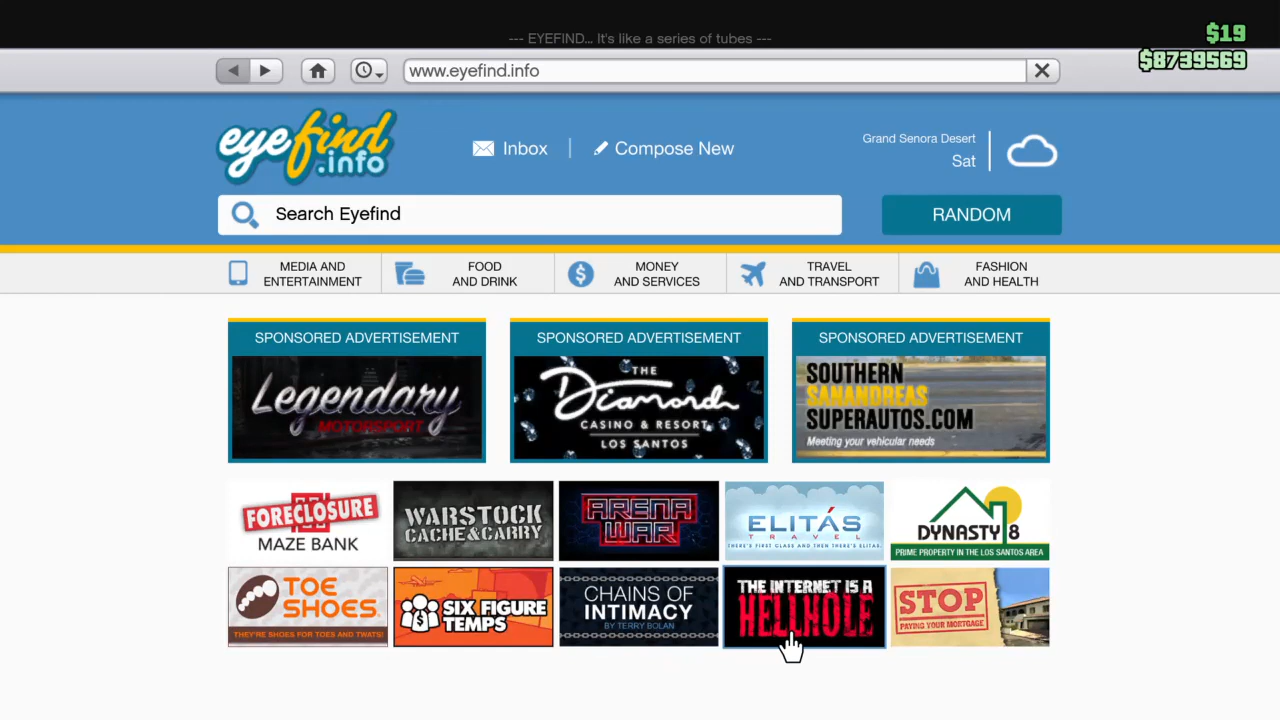 --- EYEFIND... It's like a series of tubes ---
$19
$8739569
www.eyefind.info
eyefind
.info
Inbox
Compose New
Grand Senora Desert
Sat
Search Eyefind
RANDOM
MEDIA AND
ENTERTAINMENT
FOOD
AND DRINK
MONEY
AND SERVICES
TRAVEL
AND TRANSPORT
FASHION
AND HEALTH
SPONSORED ADVERTISEMENT
Legendary
MOTORSPORT
SPONSORED ADVERTISEMENT
THE
Diamond
CASINO & RESORT
LOS SANTOS
SPONSORED ADVERTISEMENT
SOUTHERN
SANANDREAS
SUPERAUTOS.COM
Meeting your vehicular needs
FORECLOSURE
MAZE BANK
WARSTOCK
CACHE&CARRY
ARENA
WAR
ELITÁS
TRAVEL
THERE'S FIRST CLASS AND THEN THERE'S ELITAS.
DYNASTY 8
PRIME PROPERTY IN THE LOS SANTOS AREA
TOE
SHOES
THEY'RE SHOES FOR TOES AND TWATS!
SIX FIGURE
TEMPS
CHAINS OF
INTIMACY
BY TERRY BOLAN
THE INTERNET IS A
HELLHOLE
STOP
PAYING YOUR MORTGAGE